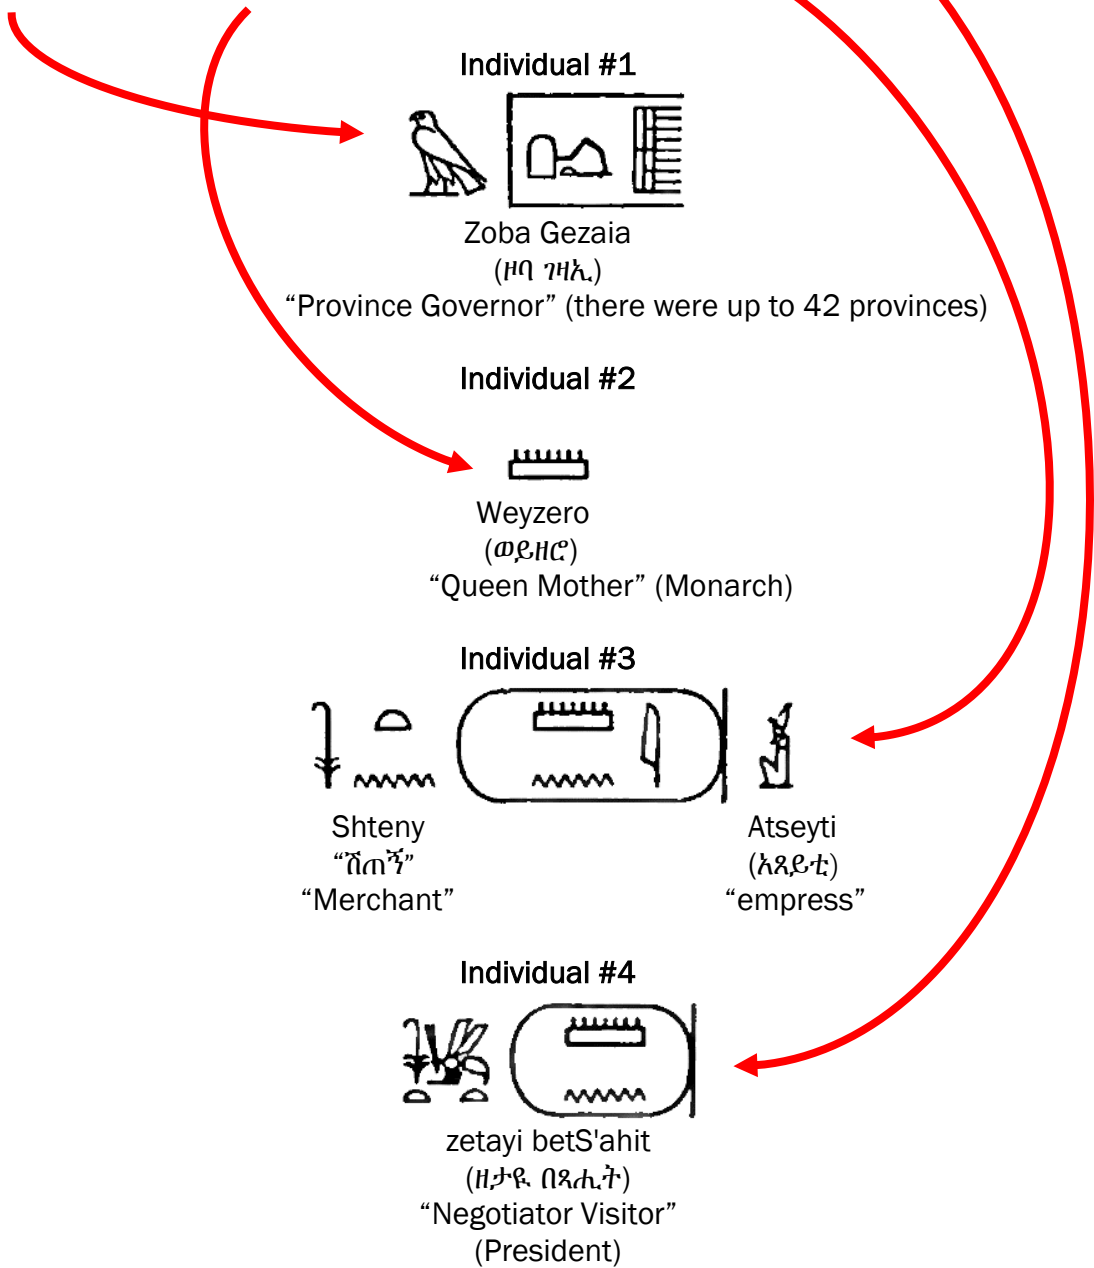 Individual #1
Zoba Gezaia
(ዞባ ገዛኢ)
“Province Governor” (there were up to 42 provinces)
Individual #2
Weyzero
(ወይዘሮ)
“Queen Mother” (Monarch)
Individual #3
Shteny
“ሸጠኝ”
“Merchant”
Atseyti
(አጸይቲ)
“empress”
Individual #4
zetayi betS'ahit
(ዘታዪ በጻሒት)
“Negotiator Visitor”
(President)